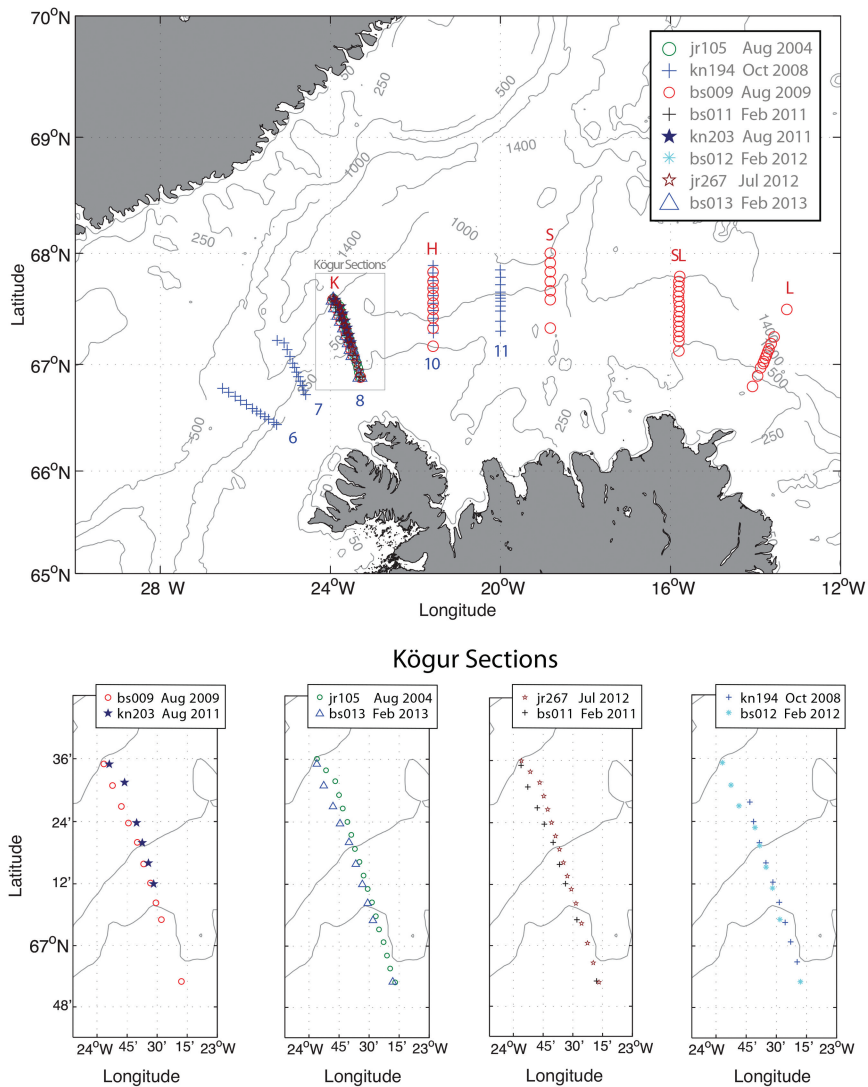 70°N
69°N
68°N
67°N
66°N
65°N
Latitude
28°W
24°W
20°W
16°W
12°W
Longitude
jr105 Aug 2004
kn194 Oct 2008
bs009 Aug 2009
bs011 Feb 2011
kn203 Aug 2011
bs012 Feb 2012
jr267 Jul 2012
bs013 Feb 2013
50
250
500
1400
1000
250
1000
1400
Kögur Sections
K
H
S
SL
L
6
7
8
10
11
500
1400
500
250
250
250
50
Kögur Sections
bs009 Aug 2009
kn203 Aug 2011
jr105 Aug 2004
bs013 Feb 2013
jr267 Jul 2012
bs011 Feb 2011
kn194 Oct 2008
bs012 Feb 2012
Latitude
36'
24'
12'
67°N
48'
24°W 45' 30' 15' 23°W
24°W 45' 30' 15' 23°W
24°W 45' 30' 15' 23°W
24°W 45' 30' 15' 23°W
Longitude
Longitude
Longitude
Longitude